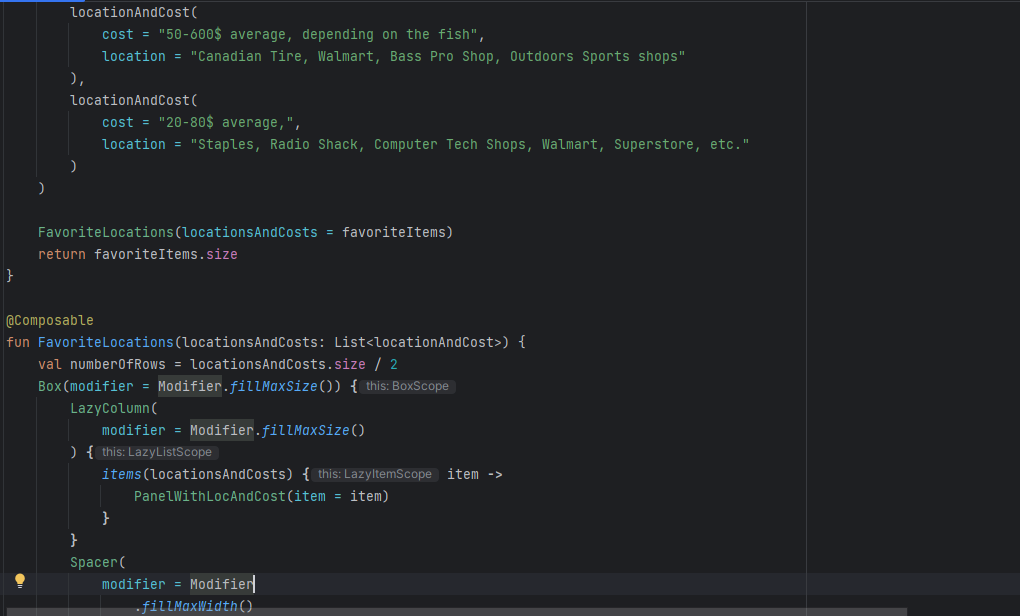 locationAndCost(
cost = "50-600$ average, depending on the fish",
location = "Canadian Tire, Walmart, Bass Pro Shop, Outdoors Sports shops"
),
locationAndCost(
cost = "20-80$ average,",
location = "Staples, Radio Shack, Computer Tech Shops, Walmart, Superstore, etc."
)
)
FavoriteLocations(locationsAndCosts = favoriteItems)
return favoriteItems.size
}
@Composable
fun FavoriteLocations(locationsAndCosts: List<locationAndCost>) {
val numberOfRows = locationsAndCosts.size / 2
Box(modifier = Modifier.fillMaxSize()) { this: BoxScope
LazyColumn(
modifier = Modifier.fillMaxSize()
) { this: LazyListScope
items(locationsAndCosts) { this: LazyItemScope item ->
PanelWithLocAndCost(item = item)
}
}
Spacer(
modifier = Modifier
.fillMaxWidth()